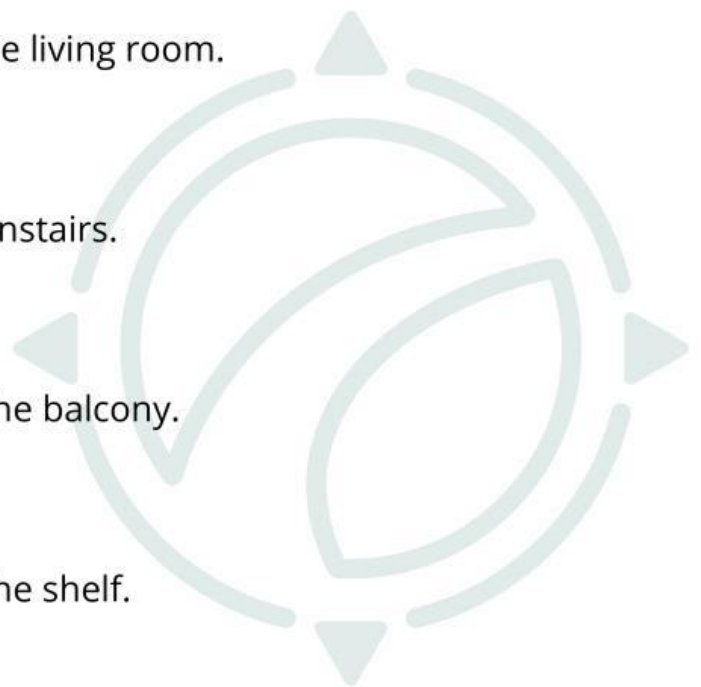 e living room.
nstairs.
he balcony.
he shelf.